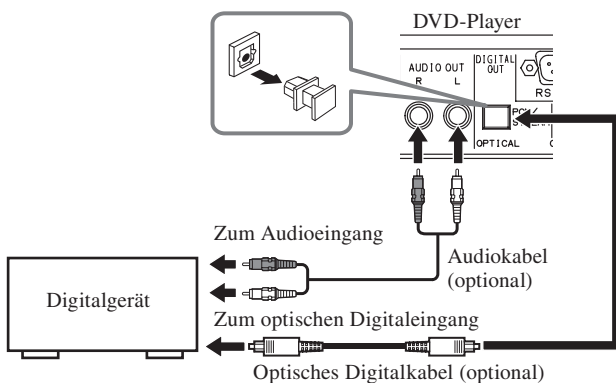 DVD-Player
AUDIO OUT
R L
DIGITAL
OUT
RS
OPTICAL
Zum Audioeingang
Audiokabel
(optional)
Digitalgerät
Zum optischen Digitaleingang
Optisches Digitalkabel (optional)